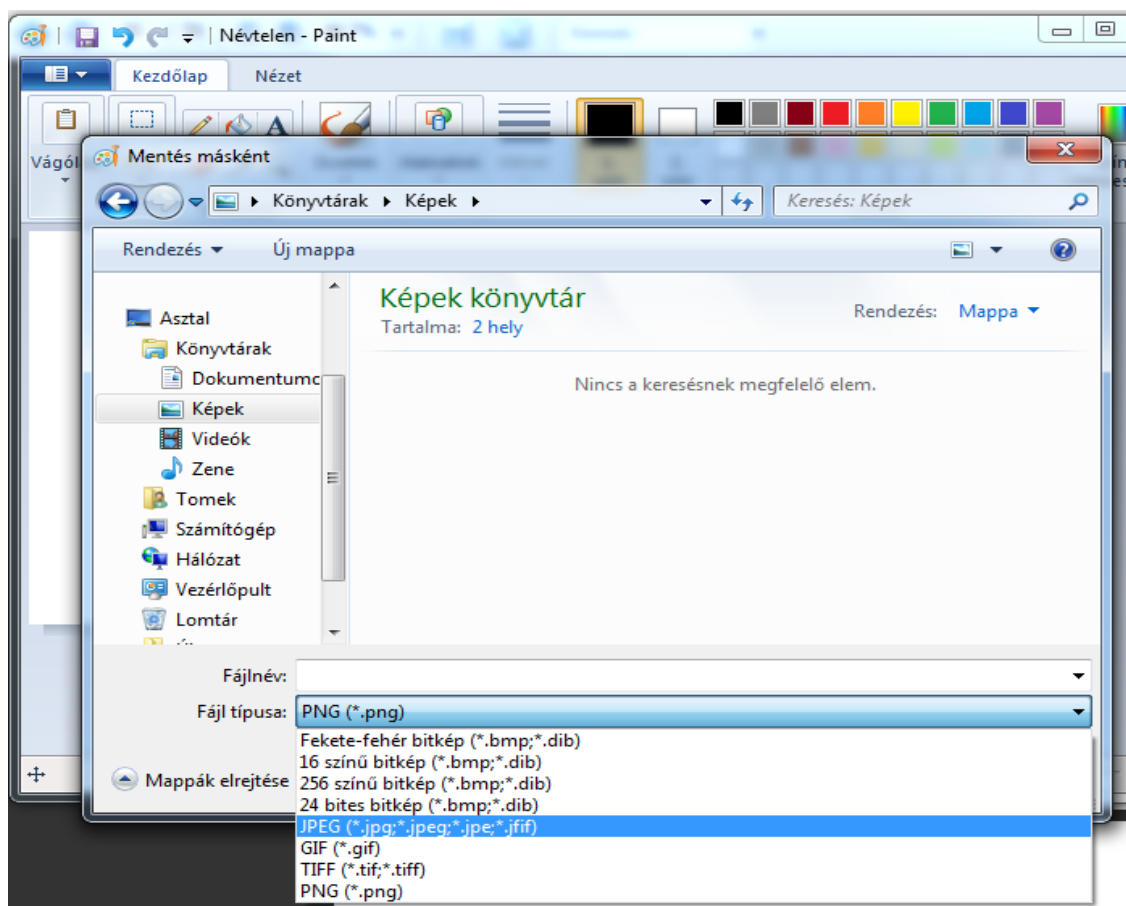 Névtelen - Paint
Kezdőlap Nézet
A
Vágól
Mentés másként
Könyvtárak Képek
Keresés: Képek
Rendezés Új mappa
Asztal
Könyvtárak
Dokumentumc
Képek
Videók
Zene
Tomek
Számítógép
Hálózat
Vezérlőpult
Lomtár
Képek könyvtár
Tartalma: 2 hely
Rendezés: Mappa
Nincs a keresésnek megfelelő elem.
Fájlnév:
Fájl típusa: PNG (*.png)
Fekete-fehér bitkép (*.bmp;*.dib)
16 színű bitkép (*.bmp;*.dib)
256 színű bitkép (*.bmp;*.dib)
24 bites bitkép (*.bmp;*.dib)
JPEG (*.jpg;*.jpeg;*.jpe;*.jfif)
GIF (*.gif)
TIFF (*.tif;*.tiff)
PNG (*.png)
Mappák elrejtése